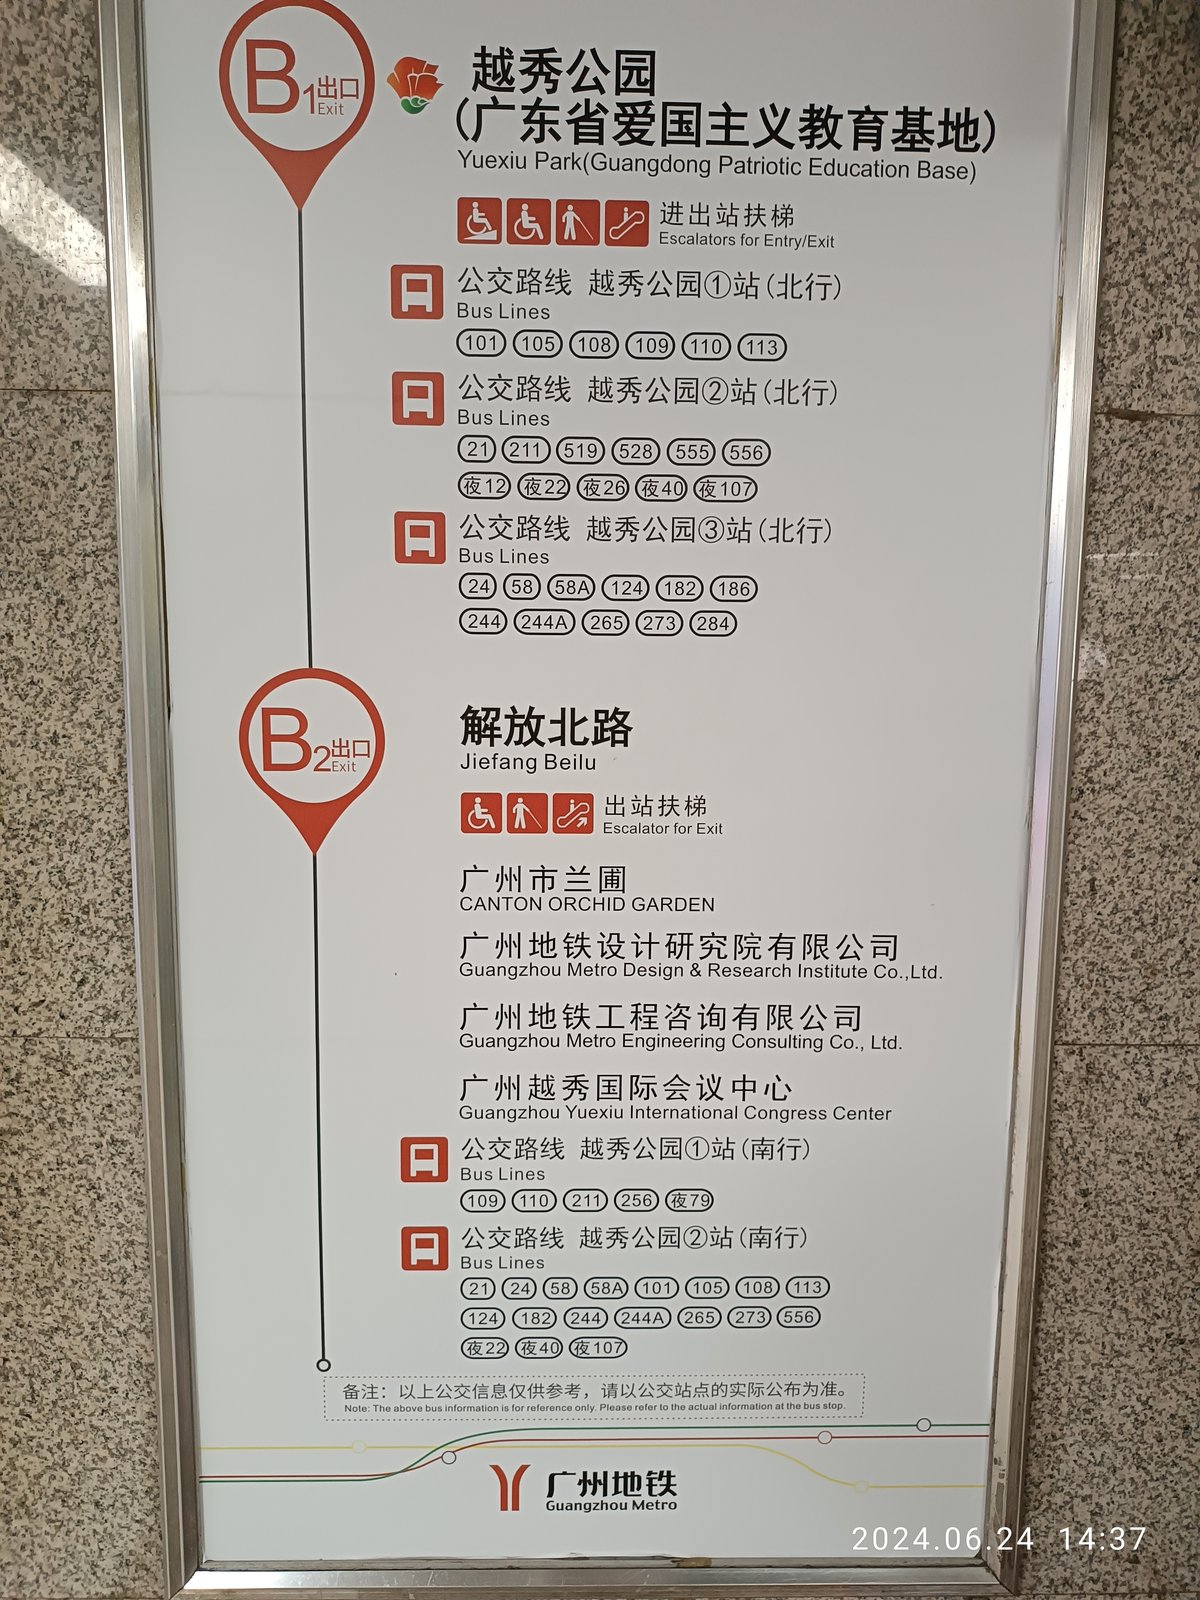 B1出口
Exit
越秀公园
(广东省爱国主义教育基地)
Yuexiu Park(Guangdong Patriotic Education Base)
进出站扶梯
Escalators for Entry/Exit
公交路线 越秀公园①站(北行)
Bus Lines
101 105 108 109 110 113
公交路线 越秀公园②站(北行)
Bus Lines
21 211 519 528 555 556
夜12 夜22 夜26 夜40 夜107
公交路线 越秀公园③站(北行)
Bus Lines
24 58 58A 124 182 186
244 244A 265 273 284
B2出口
Exit
解放北路
Jiefang Beilu
出站扶梯
Escalator for Exit
广州市兰圃
CANTON ORCHID GARDEN
广州地铁设计研究院有限公司
Guangzhou Metro Design & Research Institute Co.,Ltd.
广州地铁工程咨询有限公司
Guangzhou Metro Engineering Consulting Co., Ltd.
广州越秀国际会议中心
Guangzhou Yuexiu International Congress Center
公交路线 越秀公园①站(南行)
Bus Lines
109 110 211 256 夜79
公交路线 越秀公园②站(南行)
Bus Lines
21 24 58 58A 101 105 108 113
124 182 244 244A 265 273 556
夜22 夜40 夜107
备注：以上公交信息仅供参考，请以公交站点的实际公布为准。
Note: The above bus information is for reference only. Please refer to the actual information at the bus stop.
广州地铁
Guangzhou Metro
2024.06.24 14:37